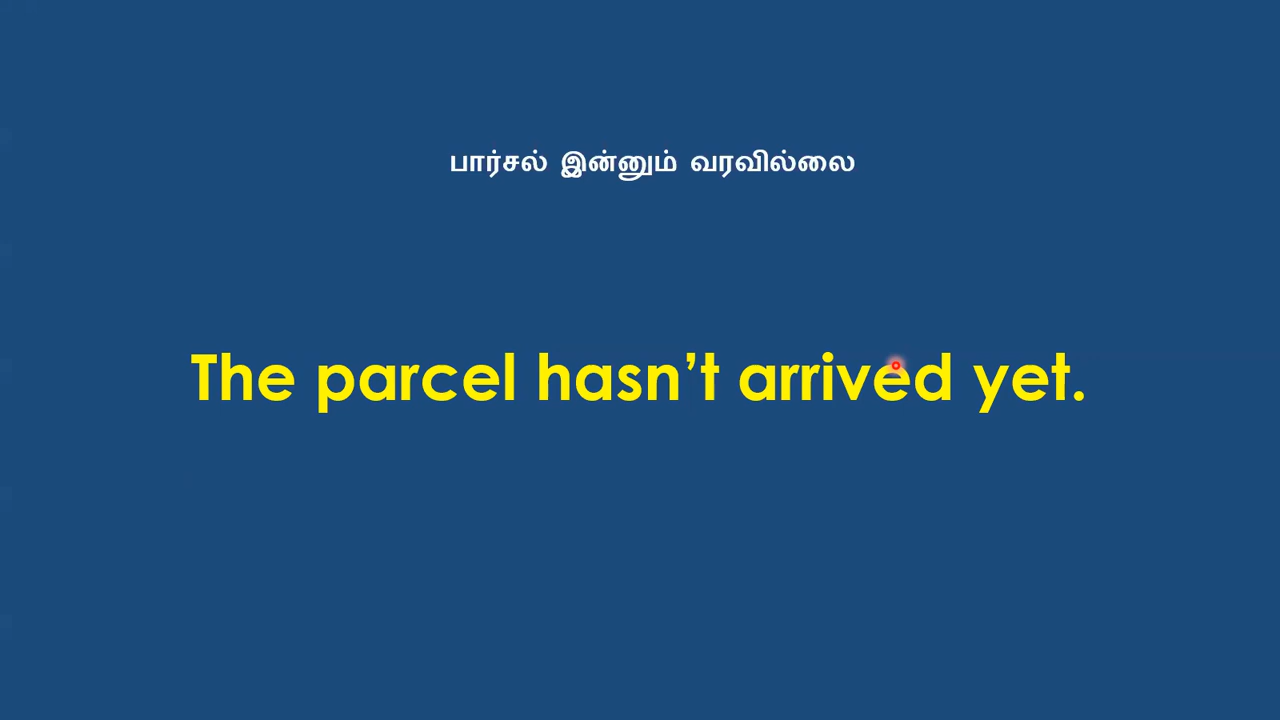 பார்சல் இன்னும் வரவில்லை
The parcel hasn’t arrived yet.